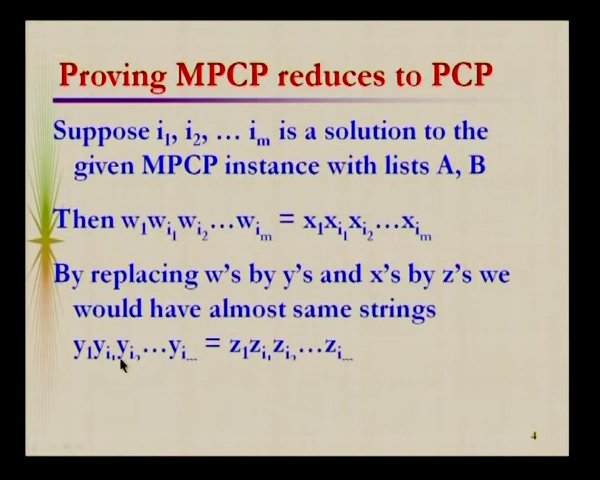 Proving MPCP reduces to PCP
Suppose i₁, i₂, … iₘ is a solution to the
given MPCP instance with lists A, B
Then w₁wᵢ₁wᵢ₂…wᵢₘ = x₁xᵢ₁xᵢ₂…xᵢₘ
By replacing w's by y's and x's by z's we
would have almost same strings
y₁yᵢ₁yᵢ₂…yᵢₘ = z₁zᵢ₁zᵢ₂…zᵢₘ
4